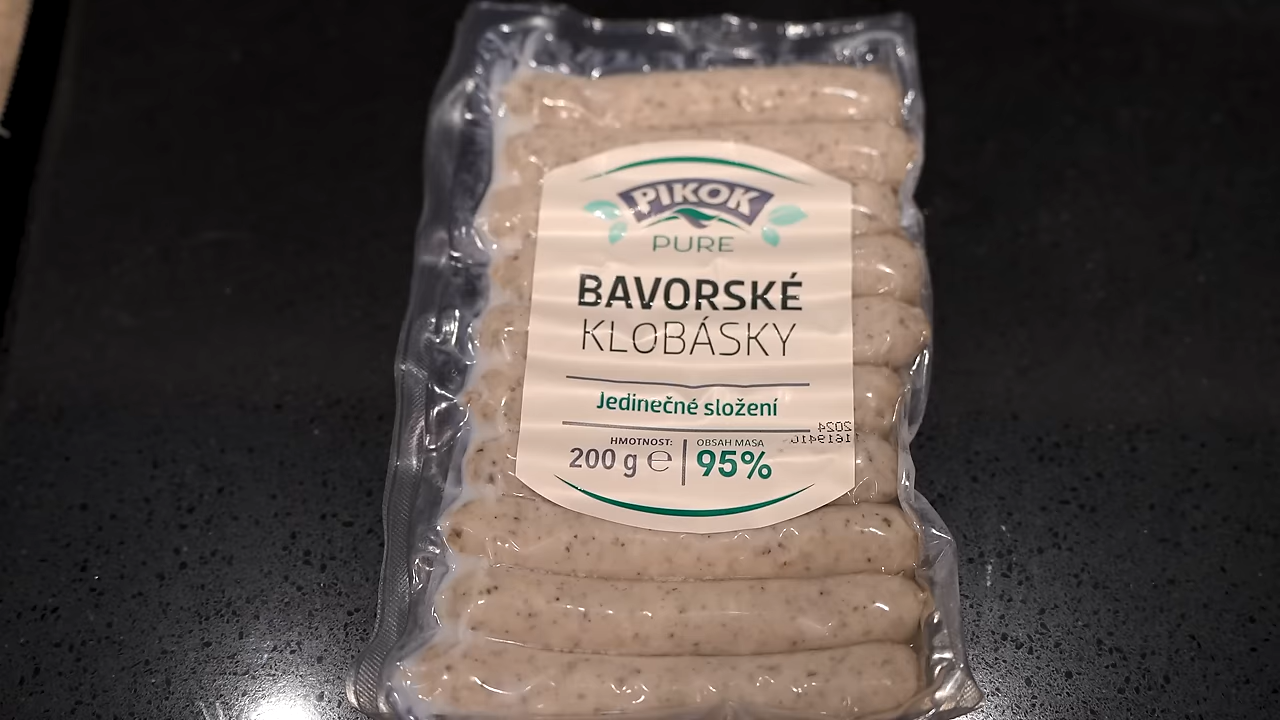 PIKOK
PURE
BAVORSKÉ
KLOBÁSKY
Jedinečné složení
HMOTNOST:
200 g ℮
OBSAH MASA
95%
2024